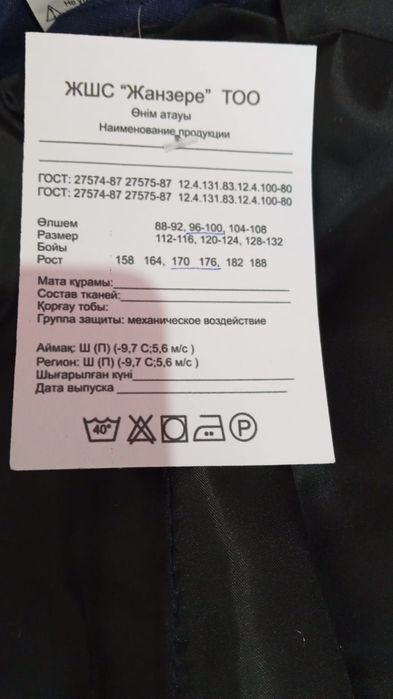 ЖШС "Жанзере" ТОО
Өнім атауы
Наименование продукции
ГОСТ: 27574-87 27575-87 12.4.131.83.12.4.100-80
ГОСТ: 27574-87 27575-87 12.4.131.83.12.4.100-80
Өлшем 88-92, 96-100, 104-108
Размер 112-116, 120-124, 128-132
Бойы
Рост 158 164, 170 176, 182 188
Мата құрамы:
Состав тканей:
Қорғау тобы:
Группа защиты: механическое воздействие
Аймақ: Ш (П) (-9,7 С;5,6 м/с )
Регион: Ш (П) (-9,7 С;5,6 м/с )
Шығарылған күні
Дата выпуска
40° P